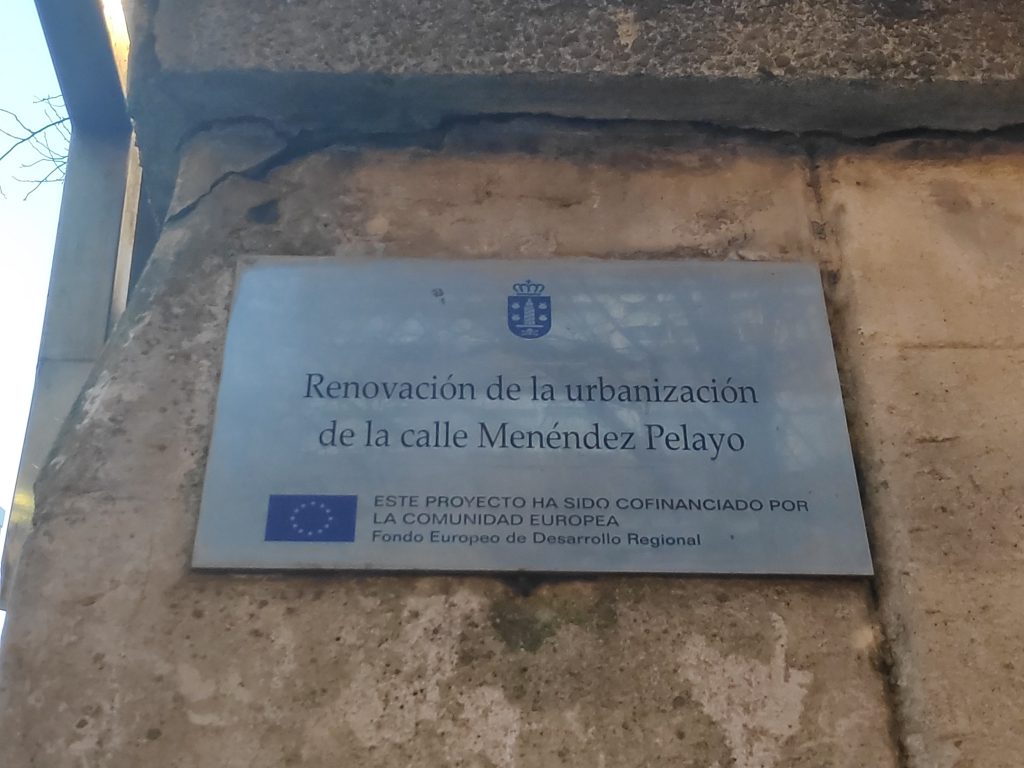 Renovación de la urbanización
de la calle Menéndez Pelayo
ESTE PROYECTO HA SIDO COFINANCIADO POR
LA COMUNIDAD EUROPEA
Fondo Europeo de Desarrollo Regional